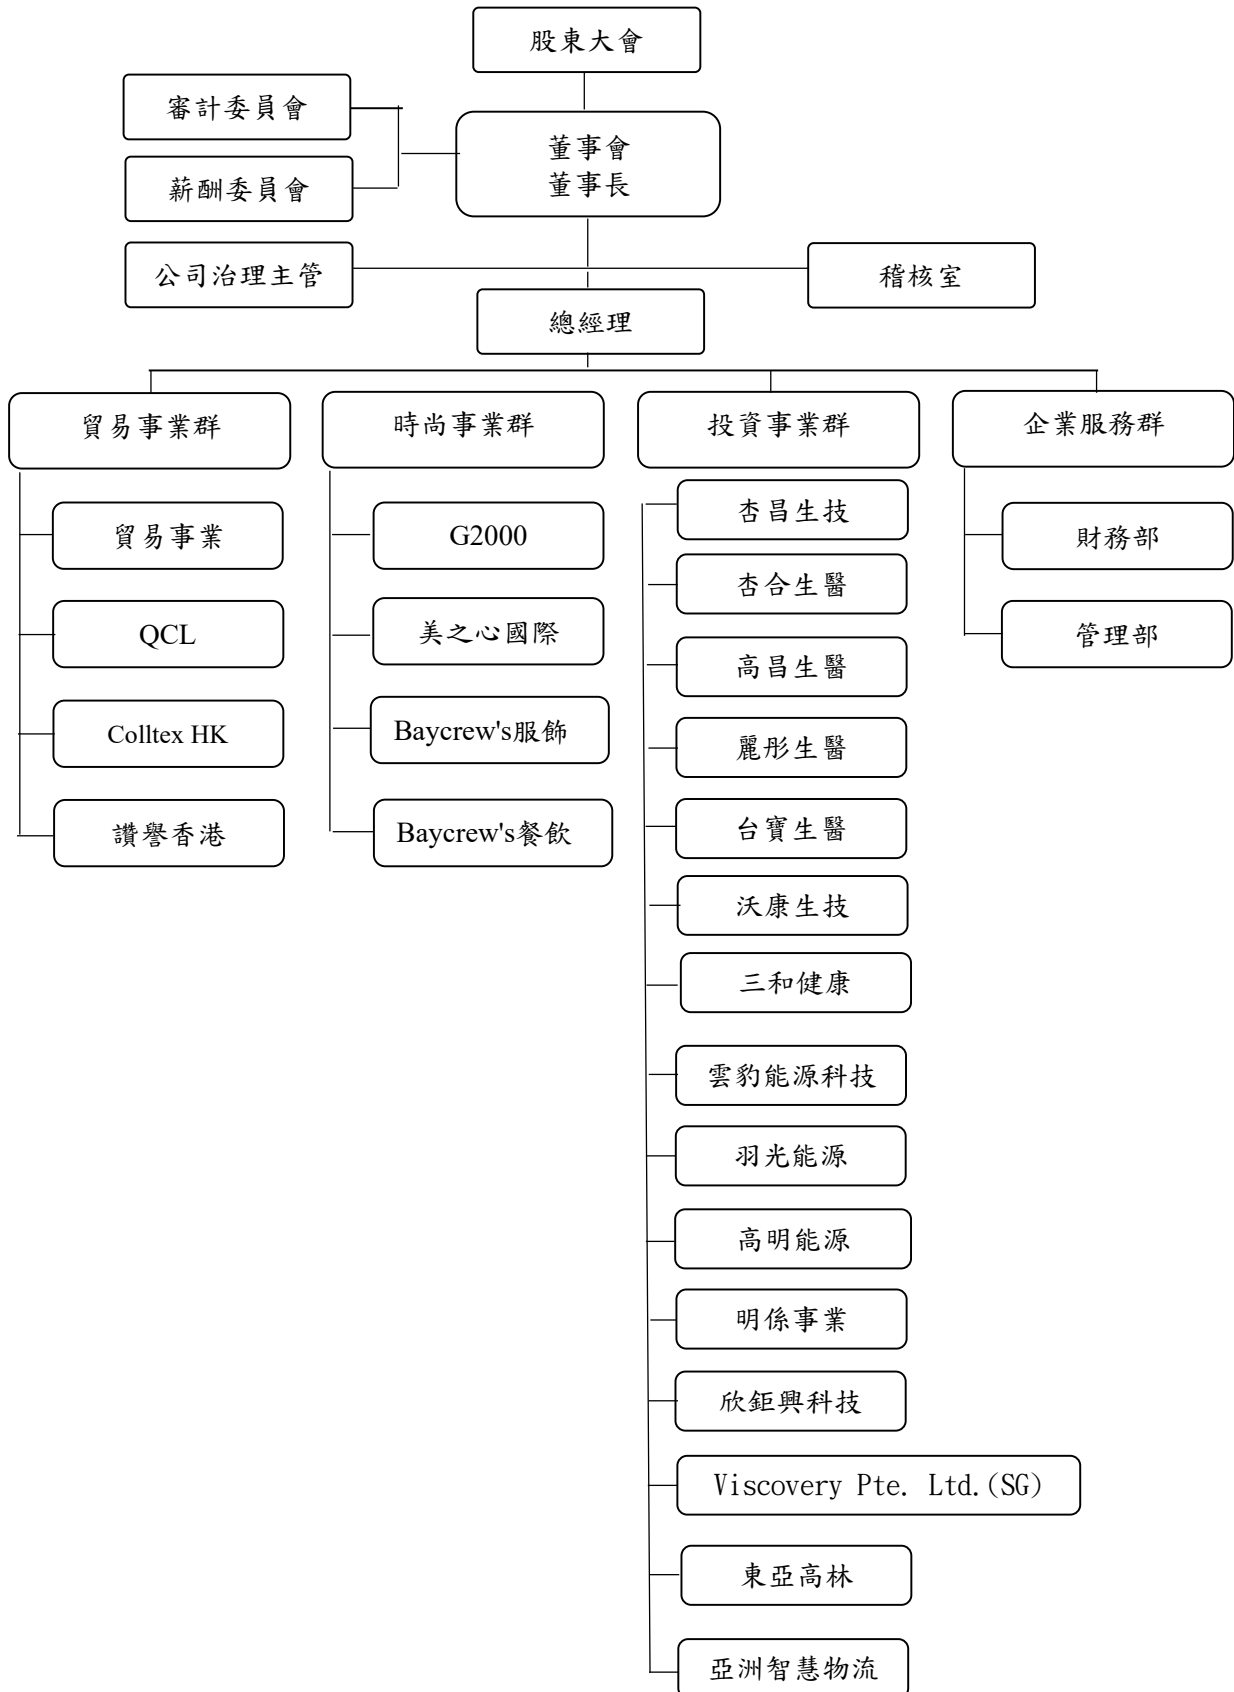 股東大會
審計委員會
董事會
董事長
薪酬委員會
公司治理主管
稽核室
總經理
貿易事業群
時尚事業群
投資事業群
企業服務群
貿易事業
QCL
Colltex HK
讚譽香港
G2000
美之心國際
Baycrew's服飾
Baycrew's餐飲
杏昌生技
杏合生醫
高昌生醫
麗彤生醫
台寶生醫
沃康生技
三和健康
雲豹能源科技
羽光能源
高明能源
明係事業
欣鉅興科技
Viscovery Pte. Ltd.(SG)
東亞高林
亞洲智慧物流
財務部
管理部